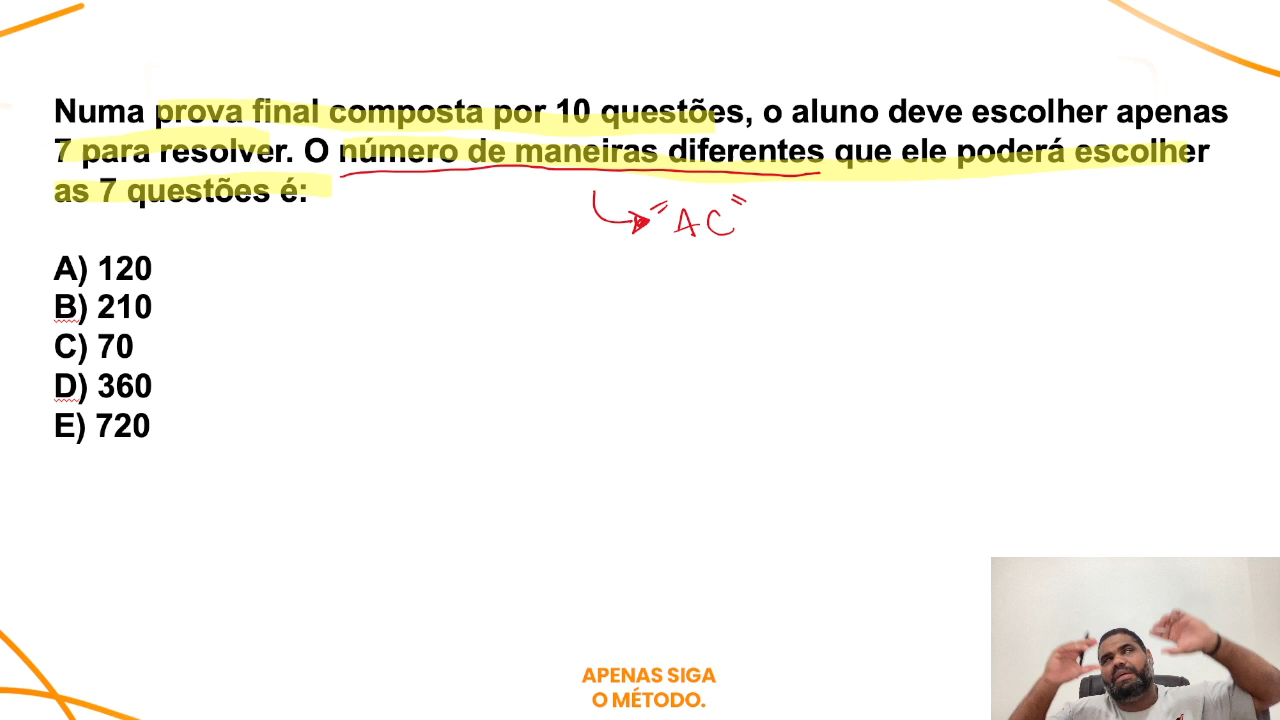 Numa prova final composta por 10 questões, o aluno deve escolher apenas
7 para resolver. O número de maneiras diferentes que ele poderá escolher
as 7 questões é:
"AC"
A) 120
B) 210
C) 70
D) 360
E) 720
APENAS SIGA
O MÉTODO.